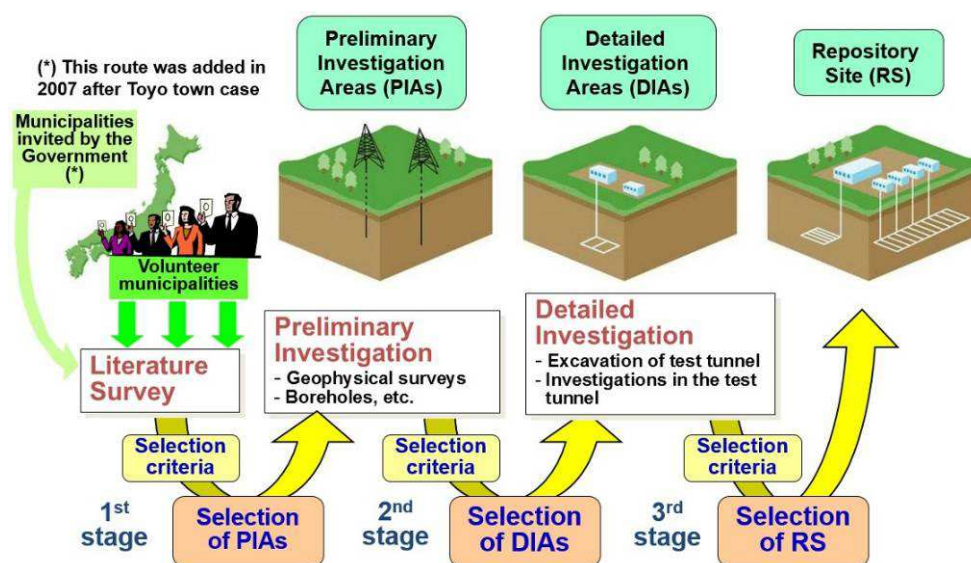 Preliminary
Investigation
Areas (PIAs)
Detailed
Investigation
Areas (DIAs)
Repository
Site (RS)
(*) This route was added in
2007 after Toyo town case
Municipalities
invited by the
Government
(*)
Volunteer
municipalities
Literature
Survey
Preliminary
Investigation
- Geophysical surveys
- Boreholes, etc.
Detailed
Investigation
- Excavation of test tunnel
- Investigations in the test
tunnel
Selection
criteria
Selection
criteria
Selection
criteria
1st
stage
Selection
of PIAs
2nd
stage
Selection
of DIAs
3rd
stage
Selection
of RS